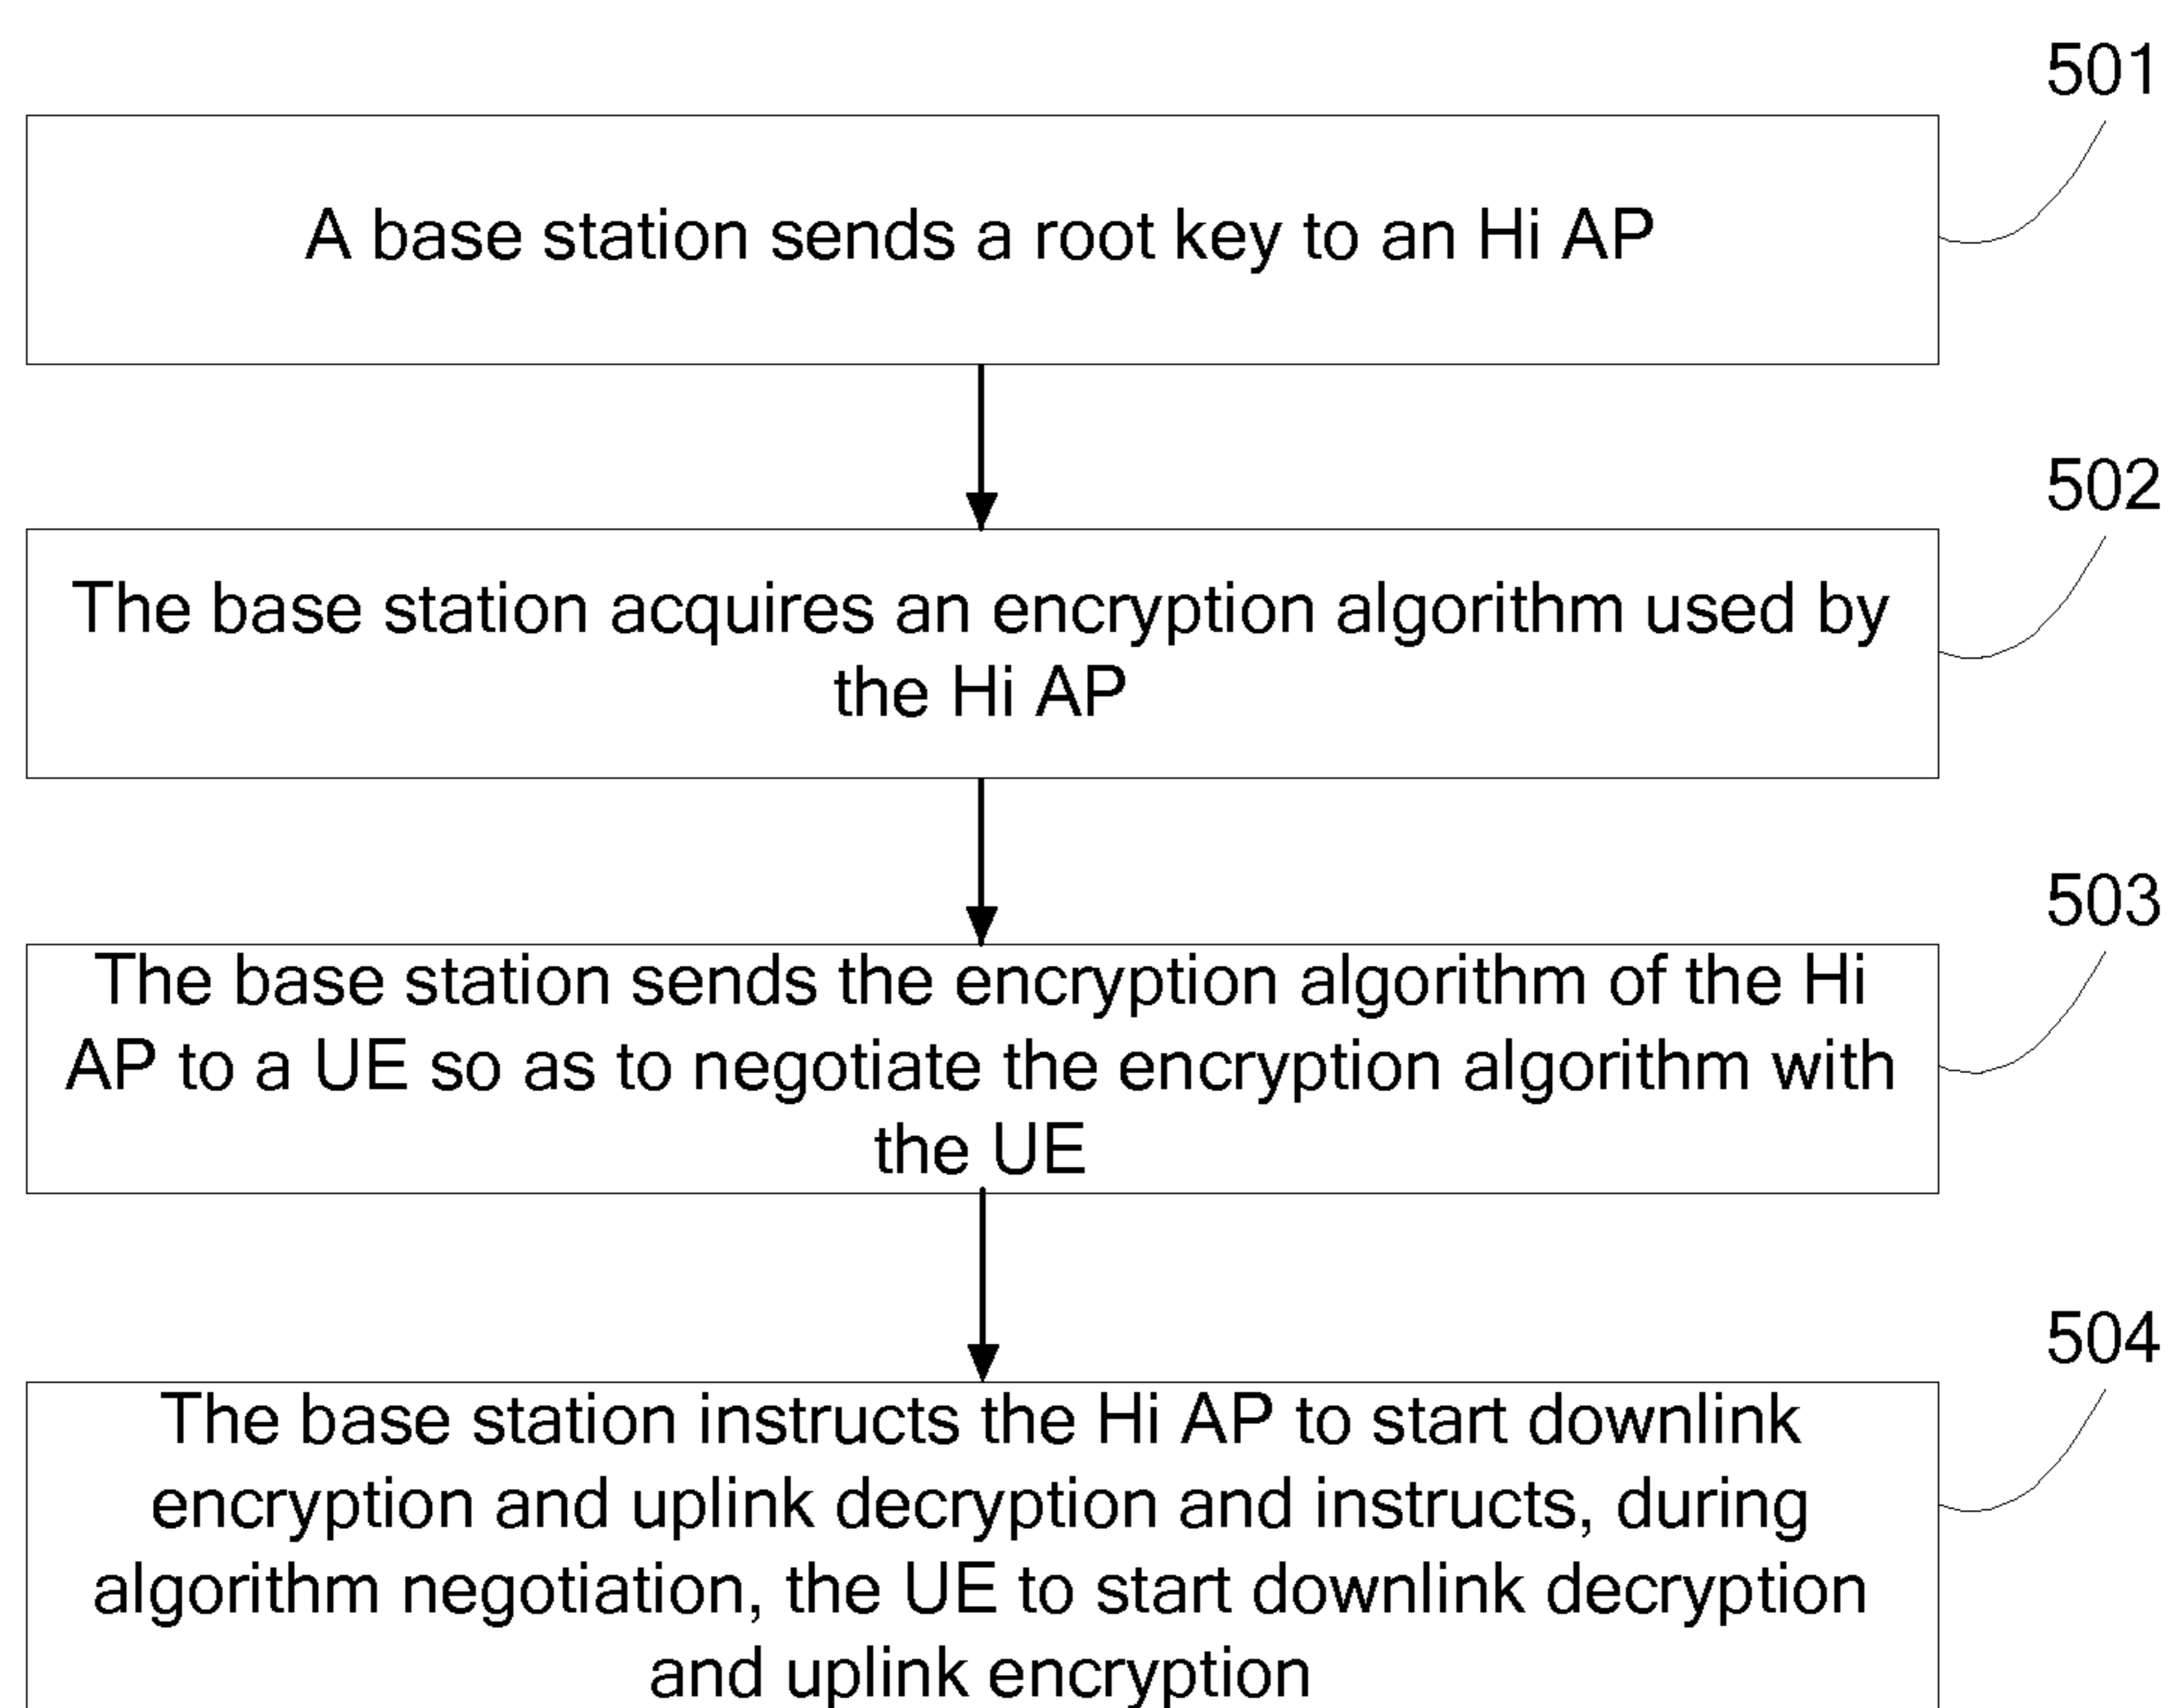 501
A base station sends a root key to an Hi AP
502
The base station acquires an encryption algorithm used by
the Hi AP
503
The base station sends the encryption algorithm of the Hi
AP to a UE so as to negotiate the encryption algorithm with
the UE
504
The base station instructs the Hi AP to start downlink
encryption and uplink decryption and instructs, during
algorithm negotiation, the UE to start downlink decryption
and uplink encryption